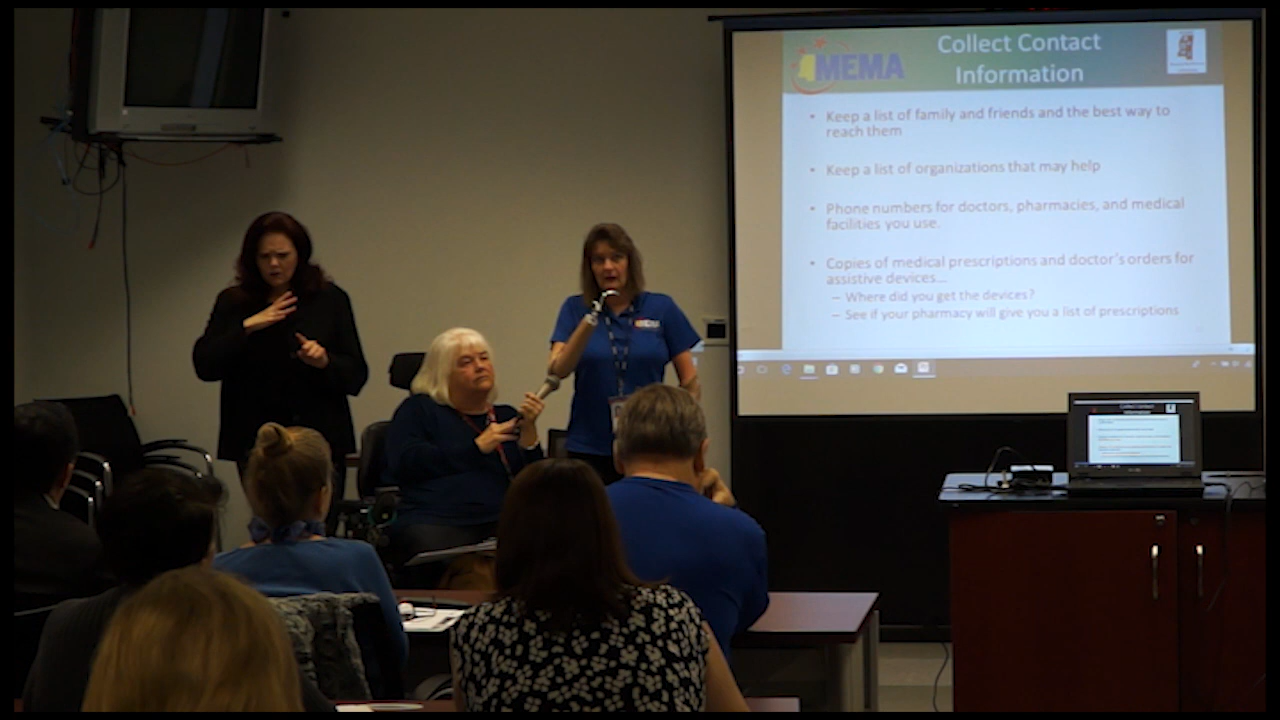 MEMA
Collect Contact
Information
• Keep a list of family and friends and the best way to
reach them
• Keep a list of organizations that may help
• Phone numbers for doctors, pharmacies, and medical
facilities you use.
• Copies of medical prescriptions and doctor's orders for
assistive devices...
– Where did you get the devices?
– See if your pharmacy will give you a list of prescriptions
Collect Contact
Information